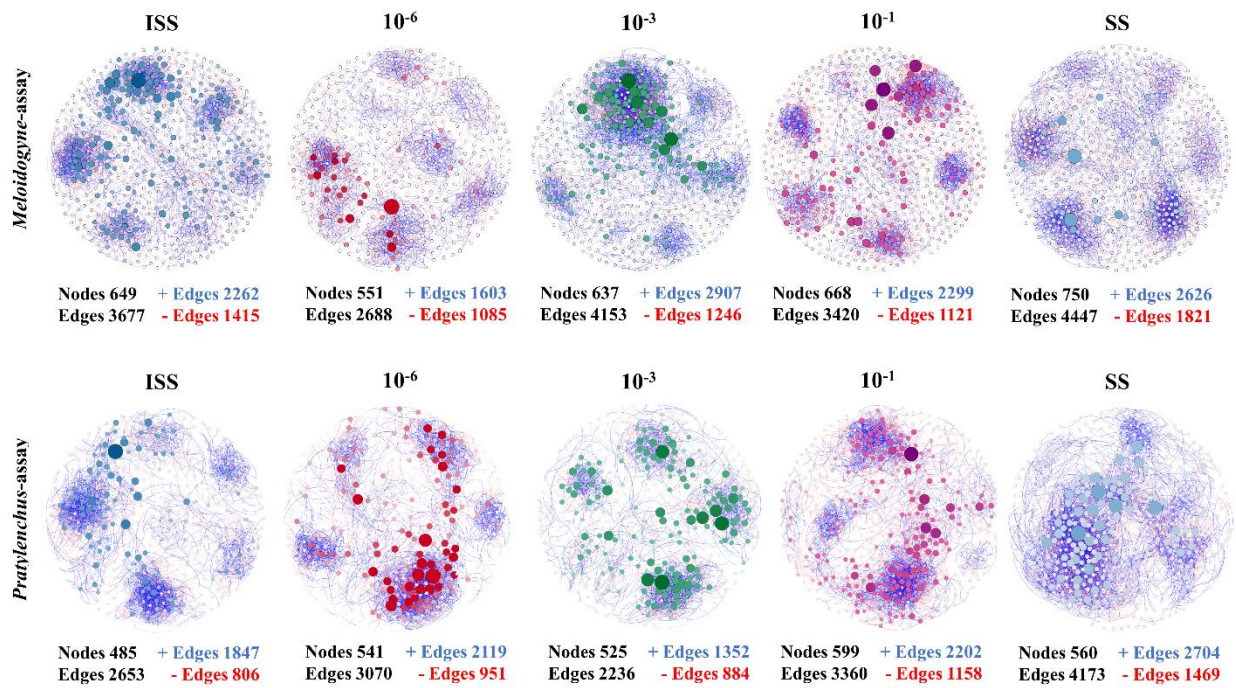 ISS 10-6 10-3 10-1 SS
Meloidogyne-assay
Nodes 649 + Edges 2262 Nodes 551 + Edges 1603 Nodes 637 + Edges 2907 Nodes 668 + Edges 2299 Nodes 750 + Edges 2626
Edges 3677 - Edges 1415 Edges 2688 - Edges 1085 Edges 4153 - Edges 1246 Edges 3420 - Edges 1121 Edges 4447 - Edges 1821
ISS 10-6 10-3 10-1 SS
Pratylenchus-assay
Nodes 485 + Edges 1847 Nodes 541 + Edges 2119 Nodes 525 + Edges 1352 Nodes 599 + Edges 2202 Nodes 560 + Edges 2704
Edges 2653 - Edges 806 Edges 3070 - Edges 951 Edges 2236 - Edges 884 Edges 3360 - Edges 1158 Edges 4173 - Edges 1469